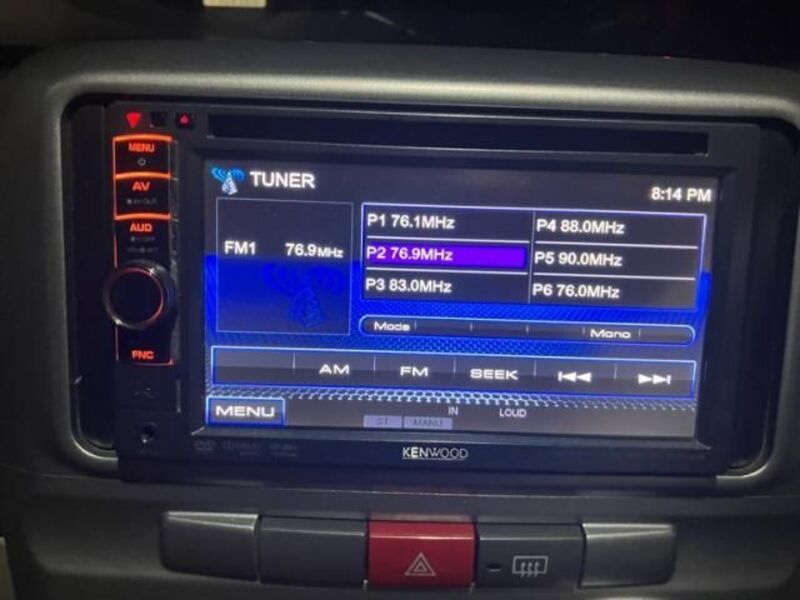 MENU
AV
AV OUT
AUD
FNC
TUNER
8:14 PM
FM1 76.9MHz
P1 76.1MHz
P2 76.9MHz
P3 83.0MHz
P4 88.0MHz
P5 90.0MHz
P6 76.0MHz
Mode
Mono
AM FM SEEK
MENU
IN LOUD
ST MANU
KENWOOD